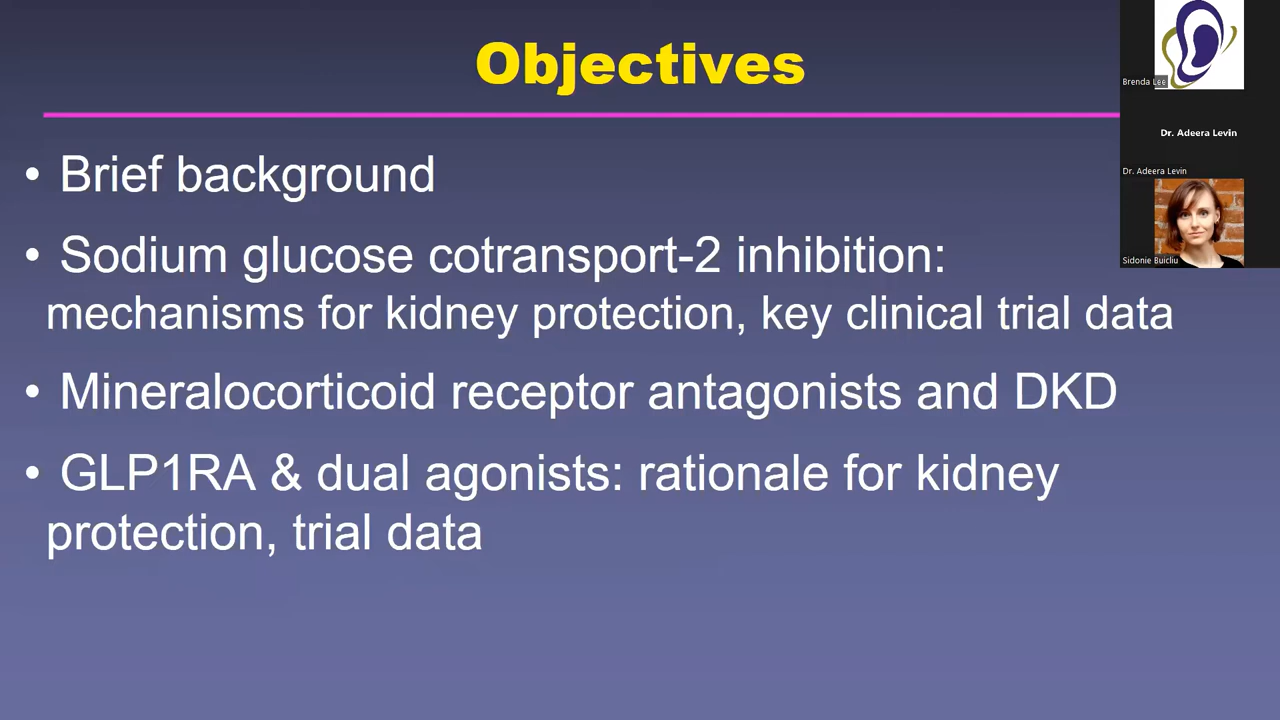 Objectives
• Brief background
• Sodium glucose cotransport-2 inhibition:
mechanisms for kidney protection, key clinical trial data
• Mineralocorticoid receptor antagonists and DKD
• GLP1RA & dual agonists: rationale for kidney
protection, trial data
Brenda Lee
Dr. Adeera Levin
Dr. Adeera Levin
Sidonie Buicliu